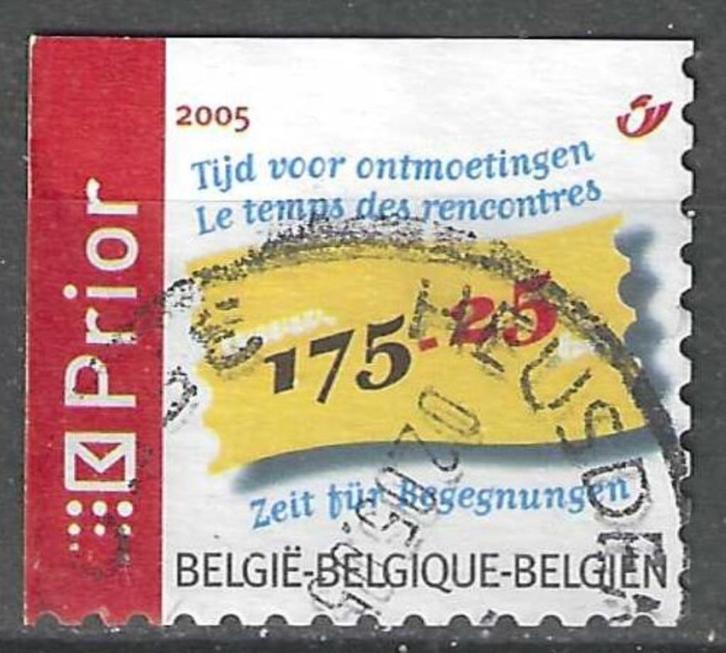 Prior
2005
Tijd voor ontmoetingen
Le temps des rencontres
175-25
Zeit für Begegnungen
BELGIË-BELGIQUE-BELGIEN